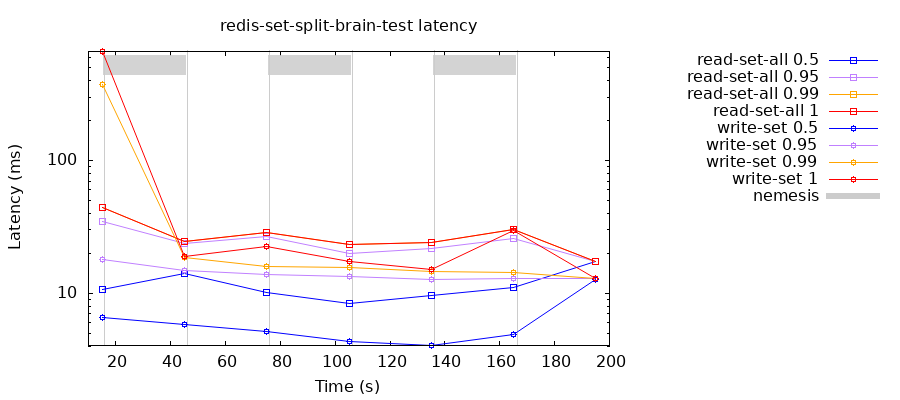 redis-set-split-brain-test latency
Latency (ms)
100
10
20 40 60 80 100 120 140 160 180 200
Time (s)
read-set-all 0.5
read-set-all 0.95
read-set-all 0.99
read-set-all 1
write-set 0.5
write-set 0.95
write-set 0.99
write-set 1
nemesis